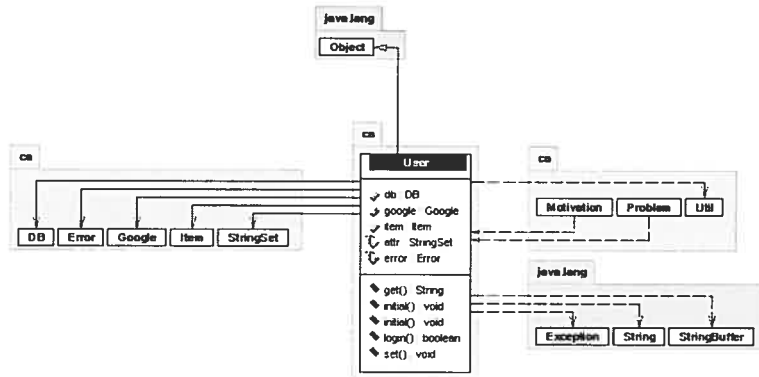 java.lang
Object
ca
User
db DB
google Google
item Item
attr StringSet
error Error
get() String
initial() void
initial() void
login() boolean
set() void
ca
DB Error Google Item StringSet
ca
Motivation Problem Util
java.lang
Exception String StringBuffer